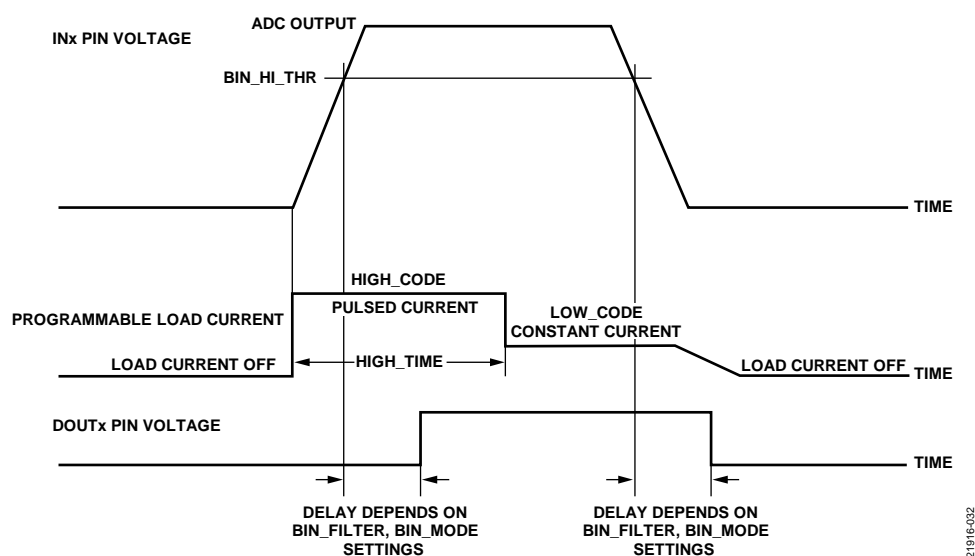 ADC OUTPUT
INx PIN VOLTAGE
BIN_HI_THR
TIME
HIGH_CODE
PULSED CURRENT
PROGRAMMABLE LOAD CURRENT
LOW_CODE
CONSTANT CURRENT
LOAD CURRENT OFF
HIGH_TIME
LOAD CURRENT OFF
TIME
DOUTx PIN VOLTAGE
TIME
DELAY DEPENDS ON
BIN_FILTER, BIN_MODE
SETTINGS
DELAY DEPENDS ON
BIN_FILTER, BIN_MODE
SETTINGS
21916-032